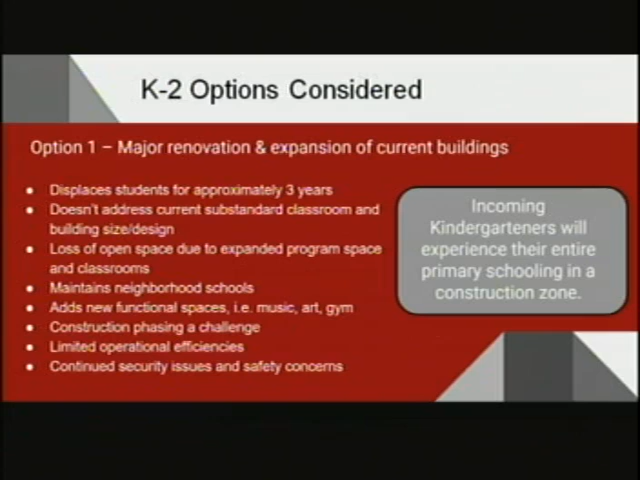 K-2 Options Considered
Option 1 – Major renovation & expansion of current buildings
● Displaces students for approximately 3 years
● Doesn't address current substandard classroom and
building size/design
● Loss of open space due to expanded program space
and classrooms
● Maintains neighborhood schools
● Adds new functional spaces, i.e. music, art, gym
● Construction phasing a challenge
● Limited operational efficiencies
● Continued security issues and safety concerns
Incoming
Kindergarteners will
experience their entire
primary schooling in a
construction zone.